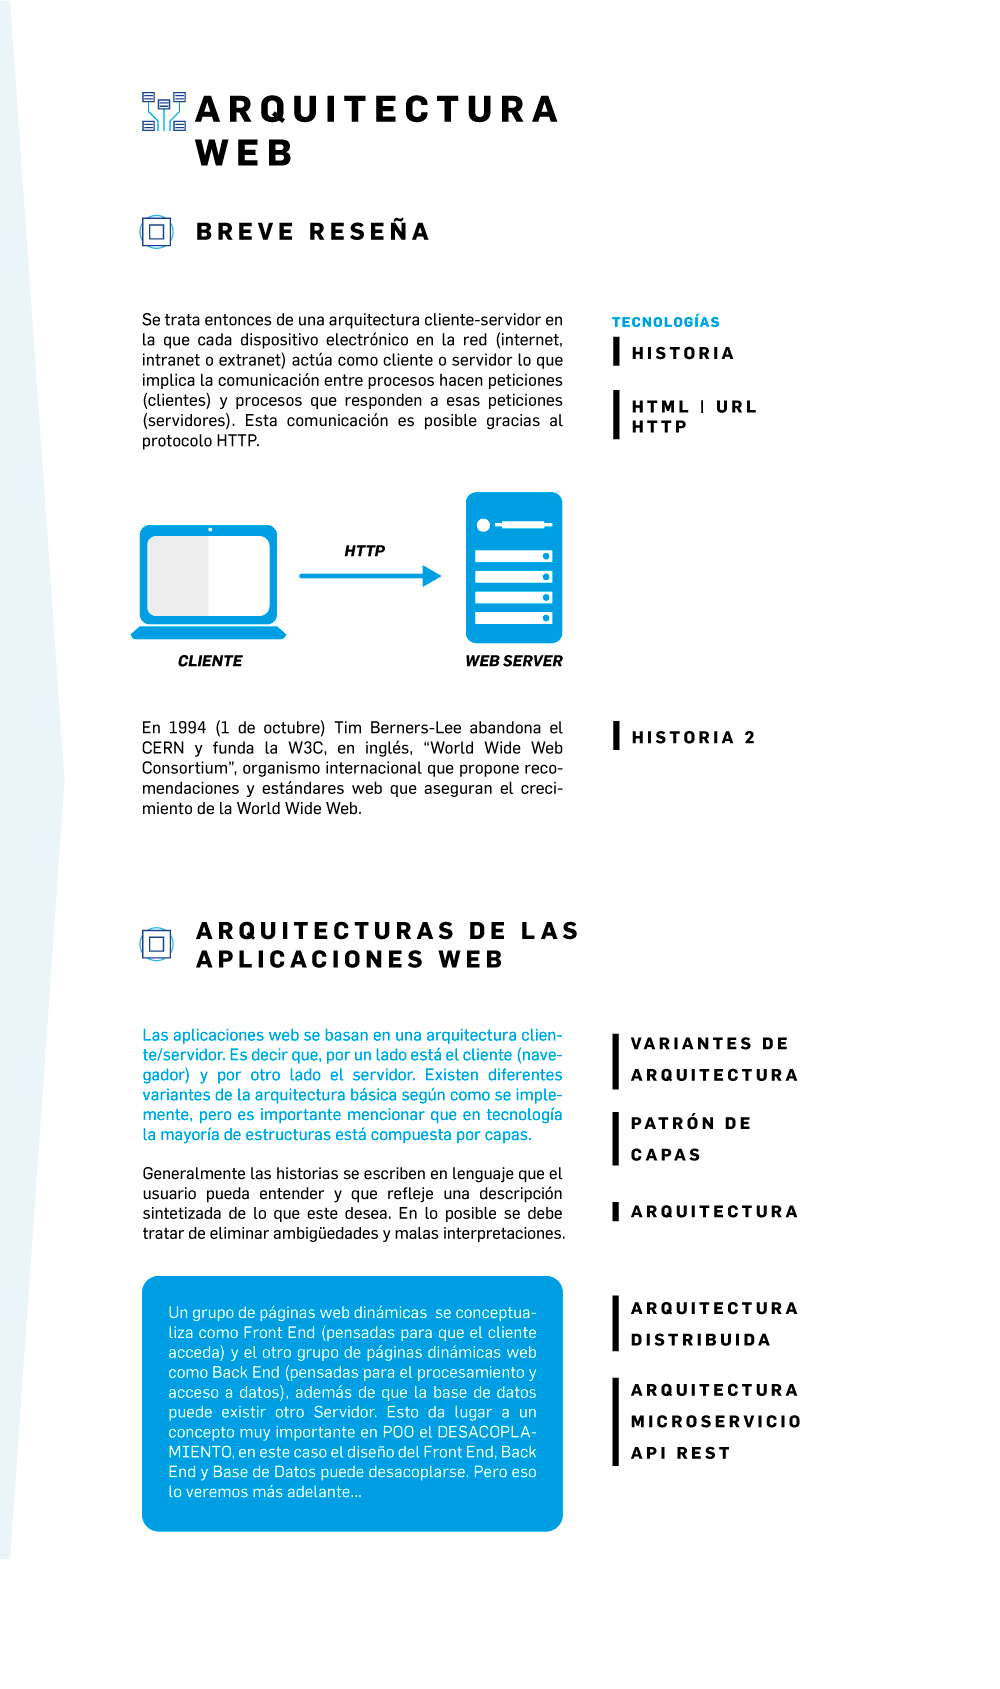 ARQUITECTURA
WEB
BREVE RESEÑA
Se trata entonces de una arquitectura cliente-servidor en
la que cada dispositivo electrónico en la red (internet,
intranet o extranet) actúa como cliente o servidor lo que
implica la comunicación entre procesos hacen peticiones
(clientes) y procesos que responden a esas peticiones
(servidores). Esta comunicación es posible gracias al
protocolo HTTP.
TECNOLOGÍAS
HISTORIA
HTML | URL
HTTP
HTTP
CLIENTE
WEB SERVER
En 1994 (1 de octubre) Tim Berners-Lee abandona el
CERN y funda la W3C, en inglés, “World Wide Web
Consortium”, organismo internacional que propone reco-
mendaciones y estándares web que aseguran el creci-
miento de la World Wide Web.
HISTORIA 2
ARQUITECTURAS DE LAS
APLICACIONES WEB
Las aplicaciones web se basan en una arquitectura clien-
te/servidor. Es decir que, por un lado está el cliente (nave-
gador) y por otro lado el servidor. Existen diferentes
variantes de la arquitectura básica según como se imple-
mente, pero es importante mencionar que en tecnología
la mayoría de estructuras está compuesta por capas.
Generalmente las historias se escriben en lenguaje que el
usuario pueda entender y que refleje una descripción
sintetizada de lo que este desea. En lo posible se debe
tratar de eliminar ambigüedades y malas interpretaciones.
VARIANTES DE
ARQUITECTURA
PATRÓN DE
CAPAS
ARQUITECTURA
Un grupo de páginas web dinámicas  se conceptua-
liza como Front End (pensadas para que el cliente
acceda) y el otro grupo de páginas dinámicas web
como Back End (pensadas para el procesamiento y
acceso a datos), además de que la base de datos
puede existir otro Servidor. Esto da lugar a un
concepto muy importante en POO el DESACOPLA-
MIENTO, en este caso el diseño del Front End, Back
End y Base de Datos puede desacoplarse. Pero eso
lo veremos más adelante...
ARQUITECTURA
DISTRIBUIDA
ARQUITECTURA
MICROSERVICIO
API REST